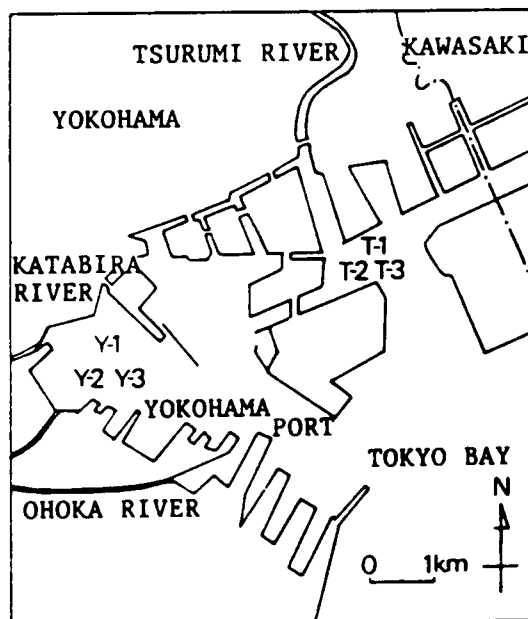 TSURUMI RIVER
KAWASAKI
YOKOHAMA
T-1
T-2 T-3
KATABIRA
RIVER
Y-1
Y-2 Y-3
YOKOHAMA
PORT
TOKYO BAY
OHOKA RIVER
N
0 1km